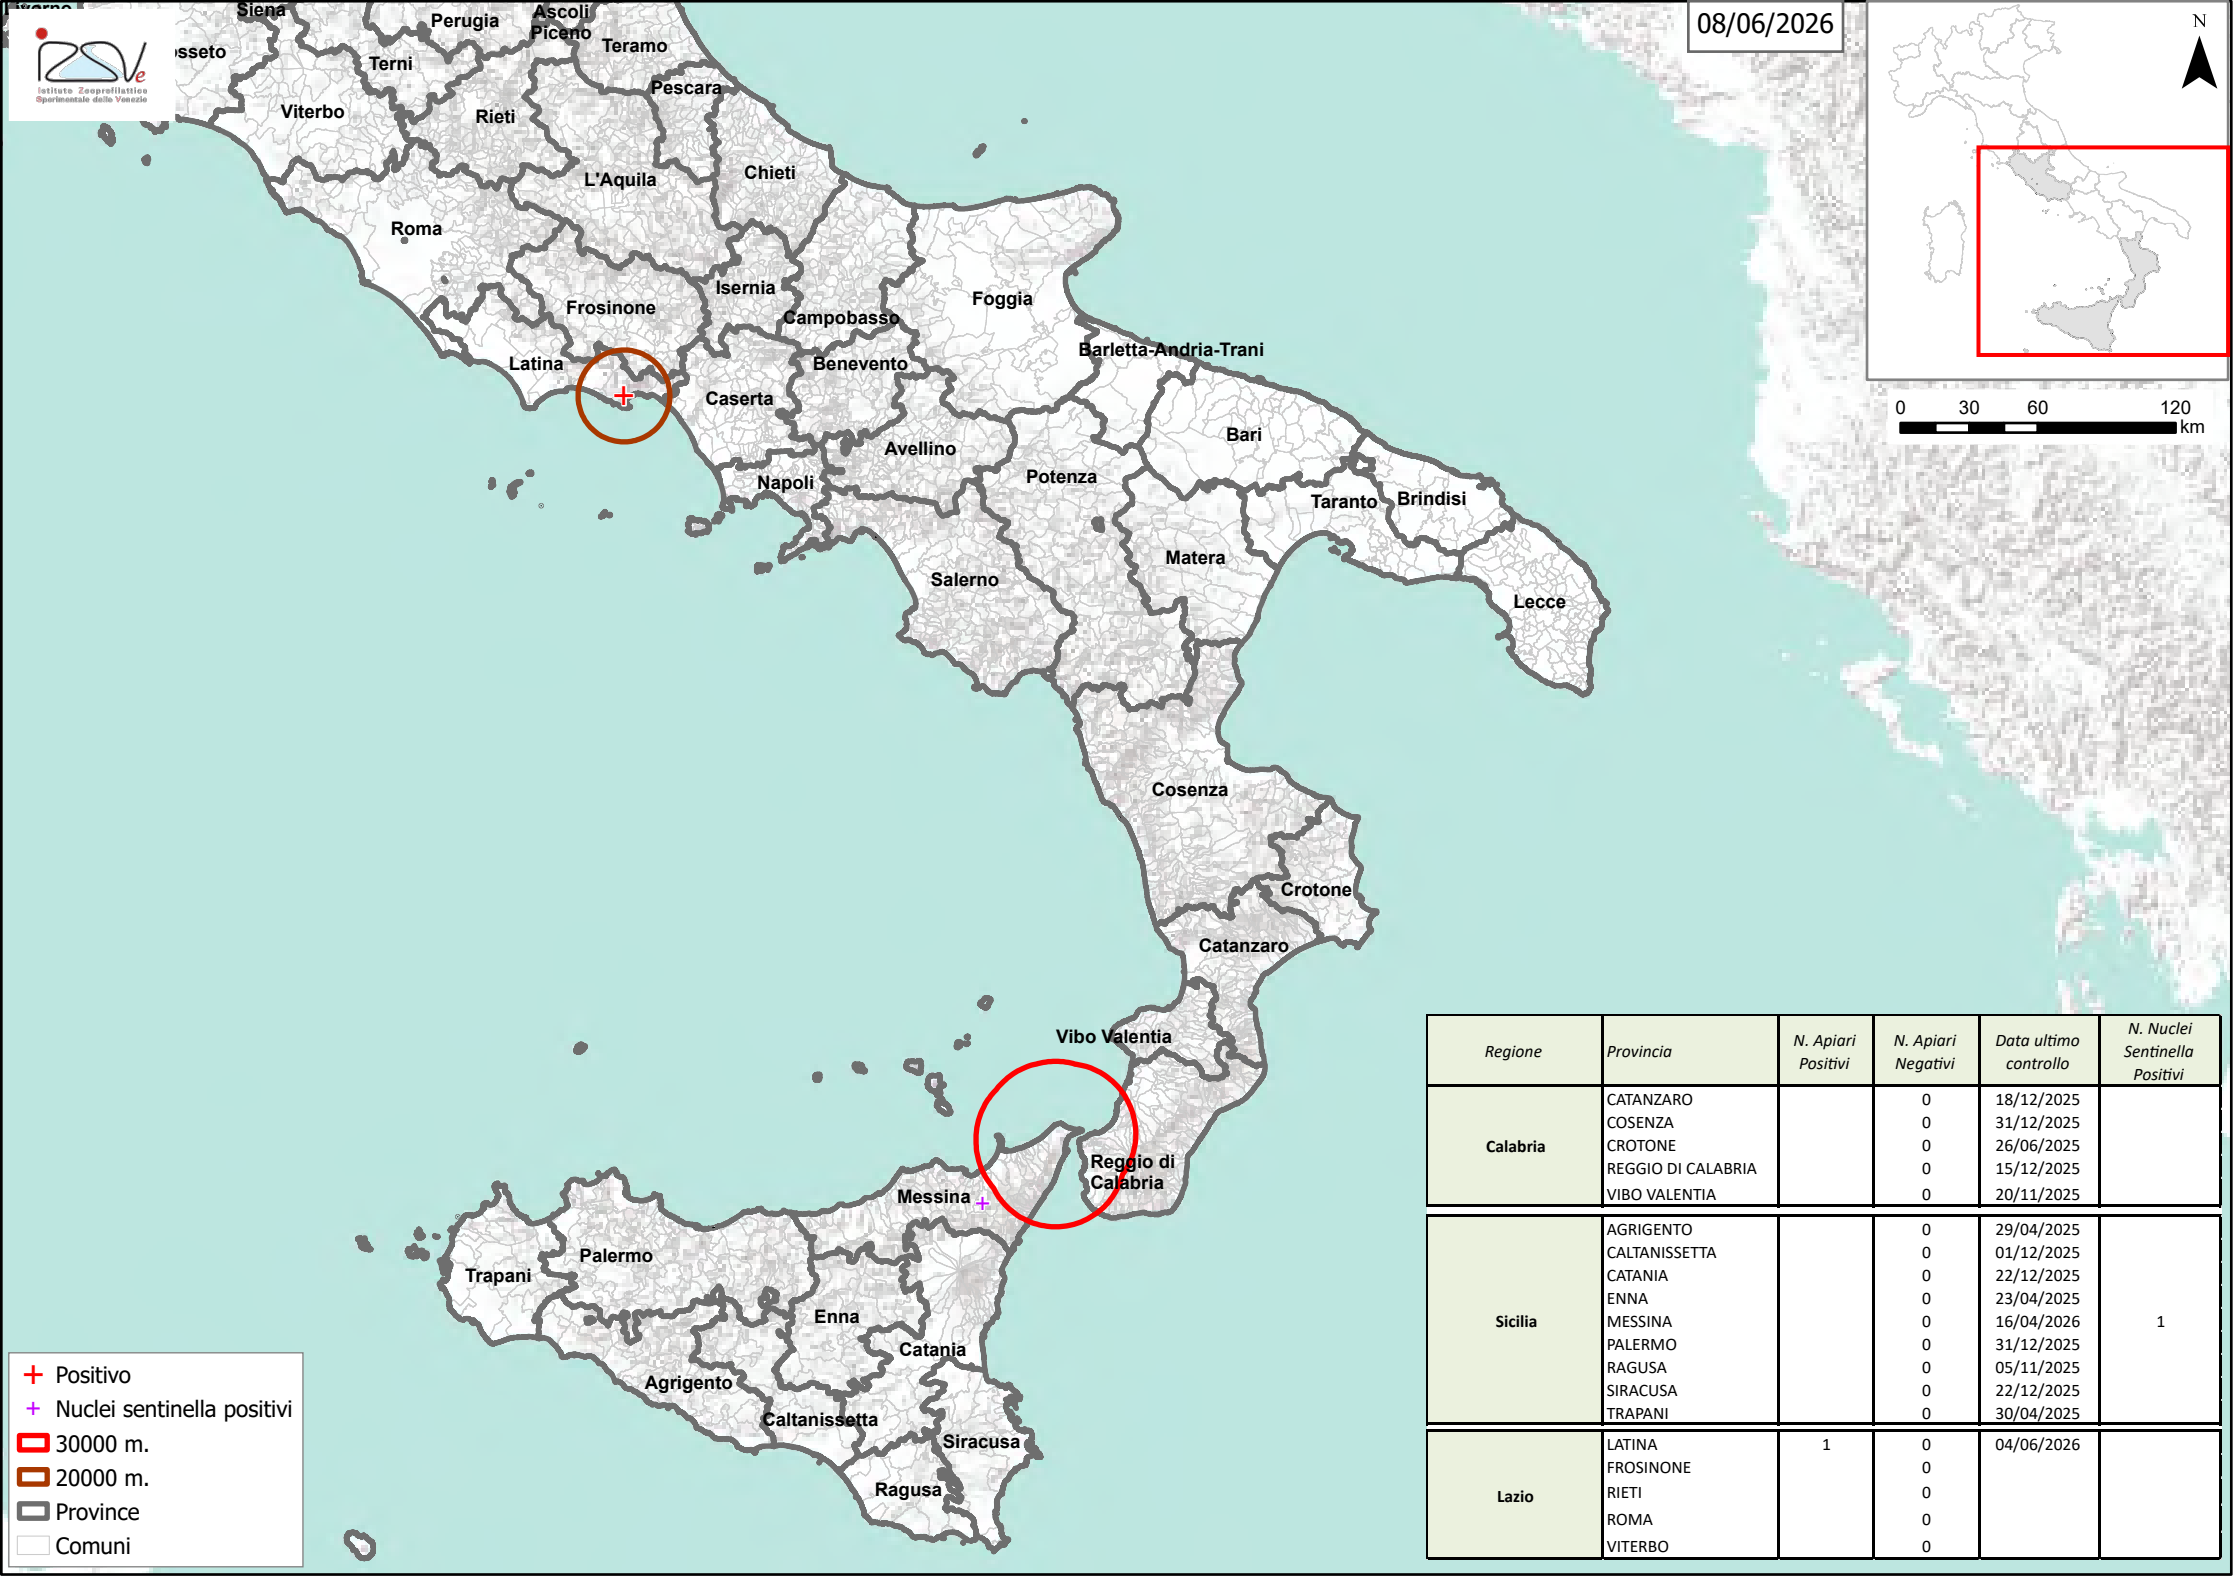 Livorno
Siena
Perugia
Ascoli
Piceno
Teramo
osseto
Terni
Pescara
Viterbo
Rieti
Chieti
L'Aquila
Roma
Isernia
Frosinone
Campobasso
Foggia
Latina
Benevento
Barletta-Andria-Trani
Caserta
Bari
Avellino
Napoli
Potenza
Taranto
Brindisi
Matera
Salerno
Lecce
Cosenza
Crotone
Catanzaro
Vibo Valentia
Reggio di
Calabria
Messina
Palermo
Trapani
Enna
Catania
Agrigento
Caltanissetta
Siracusa
Ragusa
IZSVe
Istituto Zooprofilattico
Sperimentale delle Venezie
08/06/2026
N
0 30 60 120
km
Positivo
Nuclei sentinella positivi
30000 m.
20000 m.
Province
Comuni
Regione Provincia N. Apiari Positivi N. Apiari Negativi Data ultimo controllo N. Nuclei Sentinella Positivi
Calabria
CATANZARO 0 18/12/2025
COSENZA 0 31/12/2025
CROTONE 0 26/06/2025
REGGIO DI CALABRIA 0 15/12/2025
VIBO VALENTIA 0 20/11/2025
Sicilia
AGRIGENTO 0 29/04/2025
CALTANISSETTA 0 01/12/2025
CATANIA 0 22/12/2025
ENNA 0 23/04/2025
MESSINA 0 16/04/2026 1
PALERMO 0 31/12/2025
RAGUSA 0 05/11/2025
SIRACUSA 0 22/12/2025
TRAPANI 0 30/04/2025
Lazio
LATINA 1 0 04/06/2026
FROSINONE 0
RIETI 0
ROMA 0
VITERBO 0